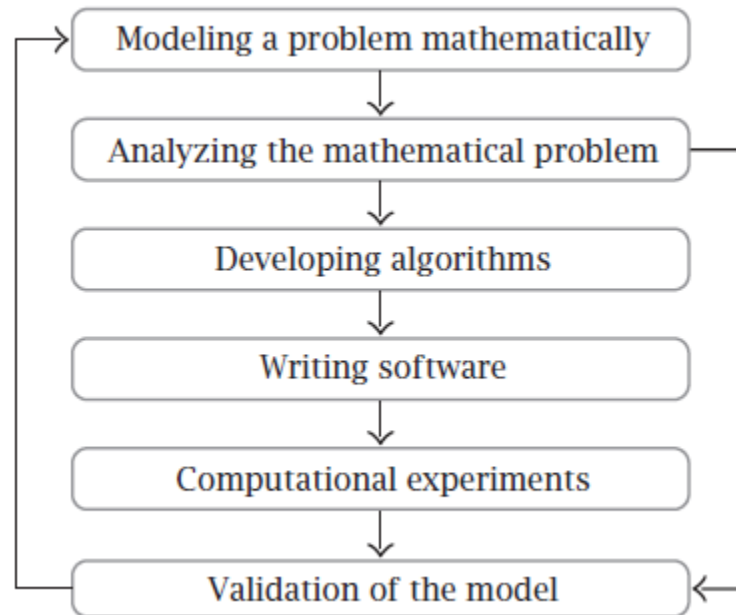 Modeling a problem mathematically
Analyzing the mathematical problem
Developing algorithms
Writing software
Computational experiments
Validation of the model